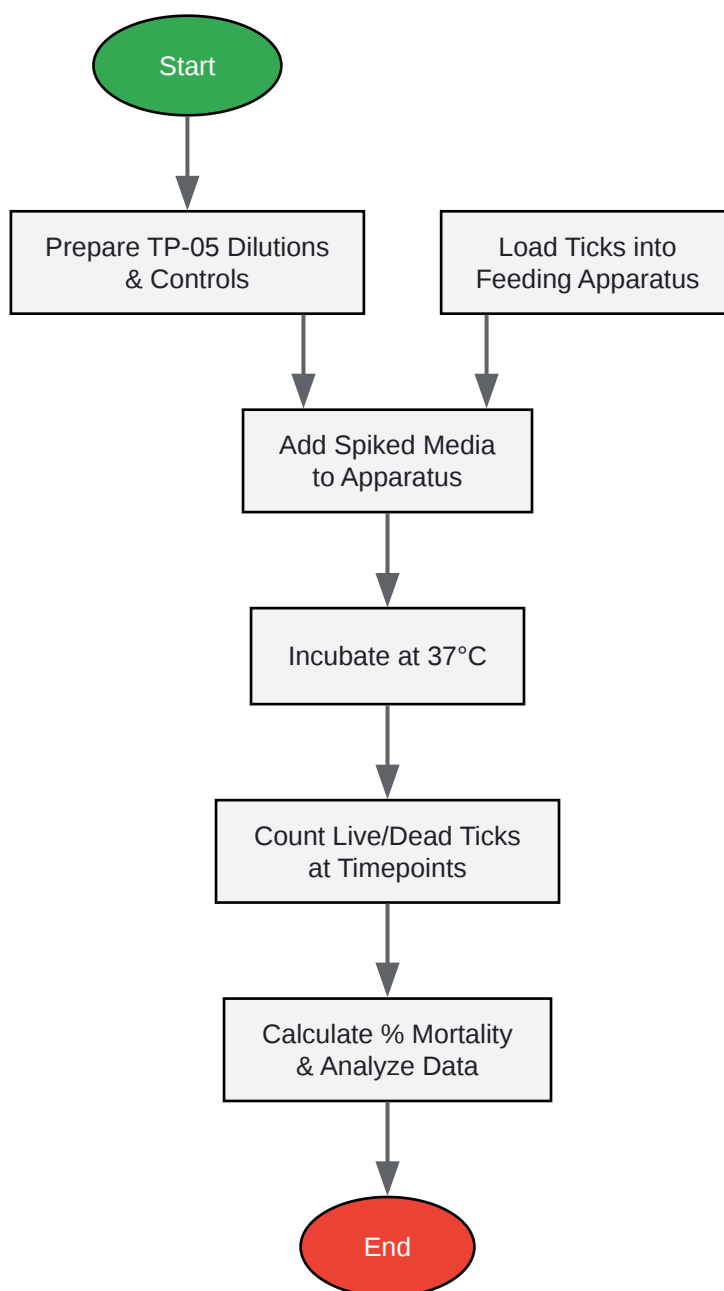 Start
Prepare TP-05 Dilutions
& Controls
Load Ticks into
Feeding Apparatus
Add Spiked Media
to Apparatus
Incubate at 37°C
Count Live/Dead Ticks
at Timepoints
Calculate % Mortality
& Analyze Data
End